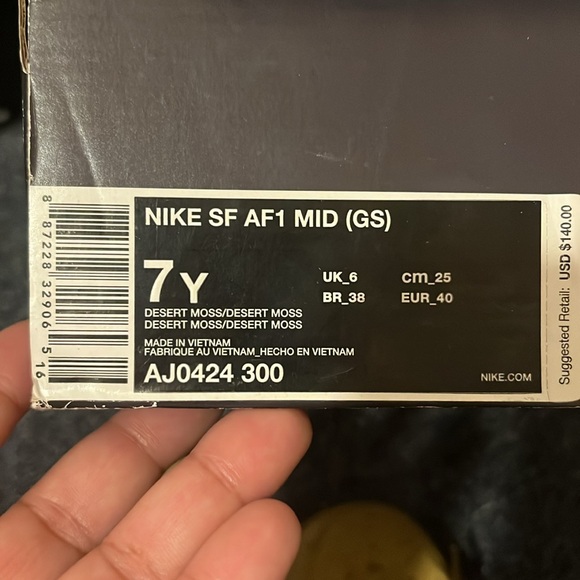 NIKE SF AF1 MID (GS)
7Y
UK_6 cm_25
BR_38 EUR_40
DESERT MOSS/DESERT MOSS
DESERT MOSS/DESERT MOSS
MADE IN VIETNAM
FABRIQUE AU VIETNAM_HECHO EN VIETNAM
AJ0424 300
NIKE.COM
8 87228 32906 5 16
Suggested Retail: USD $140.00